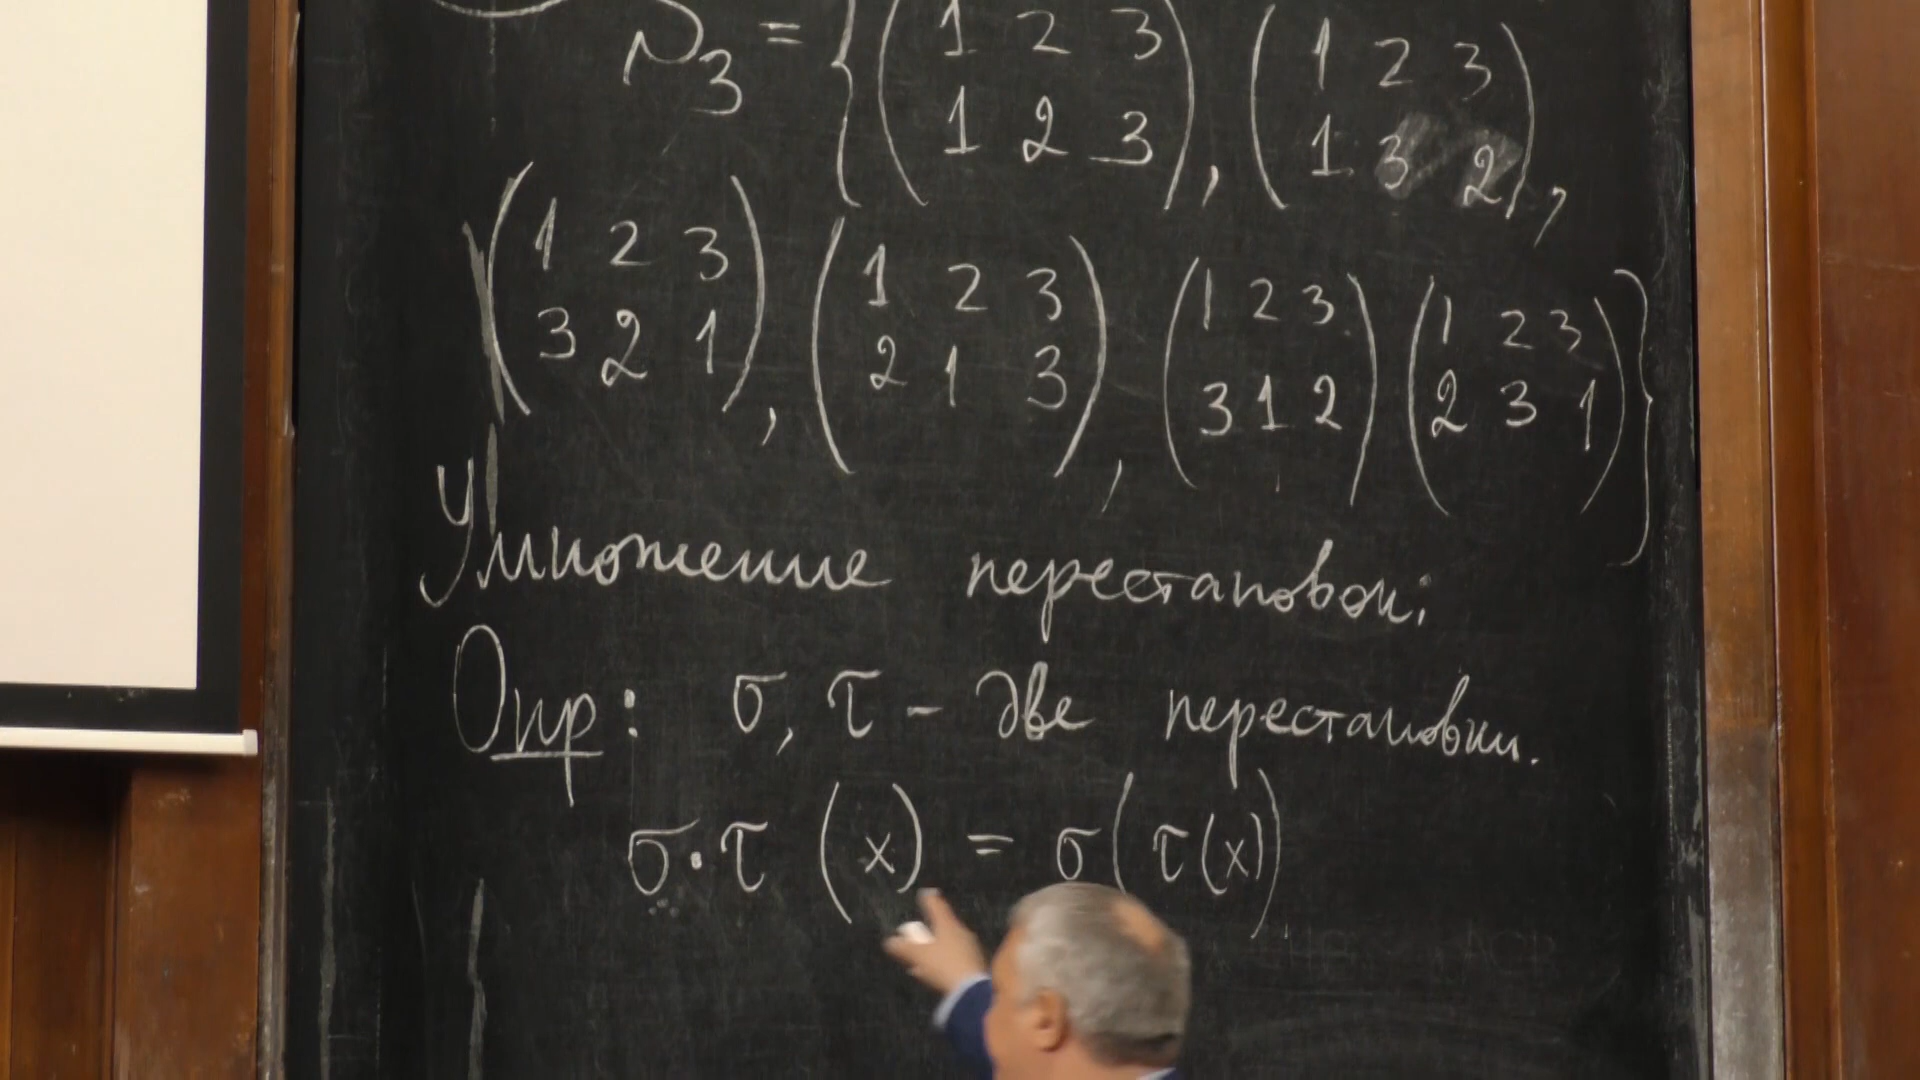 S₃ = { ( 1 2 3 / 1 2 3 ), ( 1 2 3 / 1 3 2 ),
( 1 2 3 / 3 2 1 ), ( 1 2 3 / 2 1 3 ), ( 1 2 3 / 3 1 2 ) ( 1 2 3 / 2 3 1 ) }
Умножение перестановок:
Опр: σ, τ - две перестановки.
σ·τ (x) = σ(τ(x))